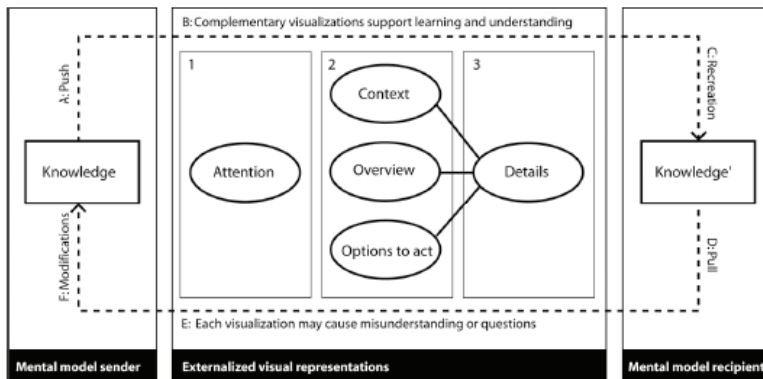 B: Complementary visualizations support learning and understanding
A: Push
C: Recreation
1
2
3
Context
Knowledge
Attention
Overview
Details
Knowledge'
Options to act
F: Modifications
D: Pull
E: Each visualization may cause misunderstanding or questions
Mental model sender
Externalized visual representations
Mental model recipient